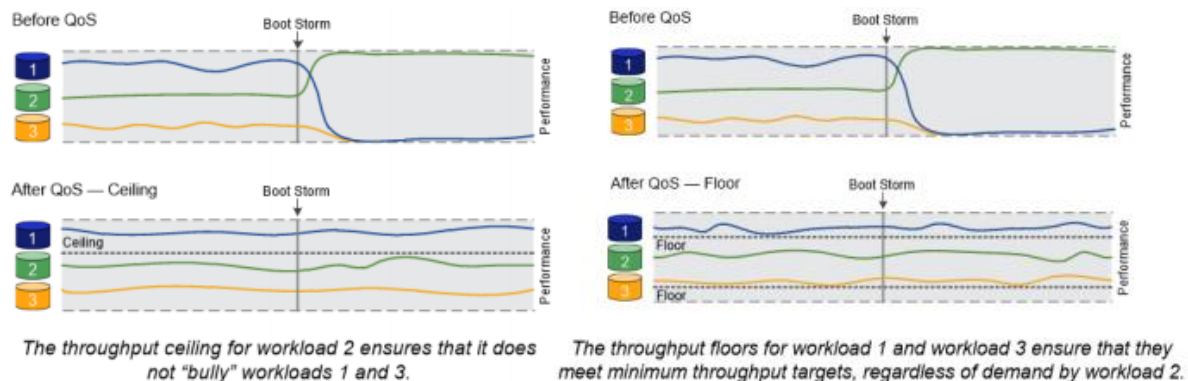 Before QoS
Boot Storm
1
2
3
Performance
After QoS — Ceiling
Boot Storm
1
Ceiling
2
3
Performance
The throughput ceiling for workload 2 ensures that it does
not "bully" workloads 1 and 3.
Before QoS
Boot Storm
1
2
3
Performance
After QoS — Floor
Boot Storm
1
Floor
2
3
Floor
Performance
The throughput floors for workload 1 and workload 3 ensure that they
meet minimum throughput targets, regardless of demand by workload 2.